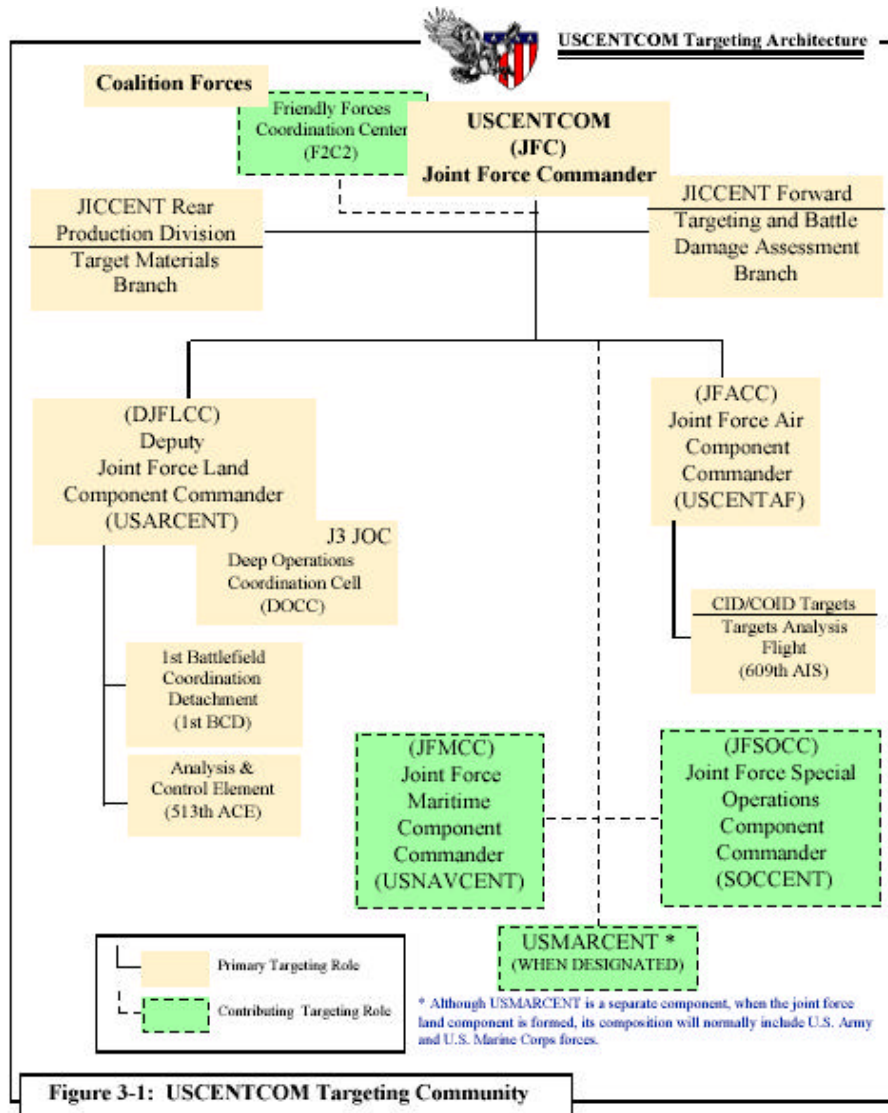 USCENTCOM Targeting Architecture
Coalition Forces
Friendly Forces
Coordination Center
(F2C2)
USCENTCOM
(JFC)
Joint Force Commander
JICCENT Rear
Production Division
Target Materials
Branch
JICCENT Forward
Targeting and Battle
Damage Assessment
Branch
(DJFLCC)
Deputy
Joint Force Land
Component Commander
(USARCENT)
J3 JOC
Deep Operations
Coordination Cell
(DOCC)
(JFACC)
Joint Force Air
Component
Commander
(USCENTAF)
CID/COID Targets
Targets Analysis
Flight
(609th AIS)
1st Battlefield
Coordination
Detachment
(1st BCD)
Analysis &
Control Element
(513th ACE)
(JFMCC)
Joint Force
Maritime
Component
Commander
(USNAVCENT)
(JFSOCC)
Joint Force Special
Operations
Component
Commander
(SOCCENT)
USMARCENT *
(WHEN DESIGNATED)
Primary Targeting Role
Contributing Targeting Role
* Although USMARCENT is a separate component, when the joint force
land component is formed, its composition will normally include U.S. Army
and U.S. Marine Corps forces.
Figure 3-1: USCENTCOM Targeting Community